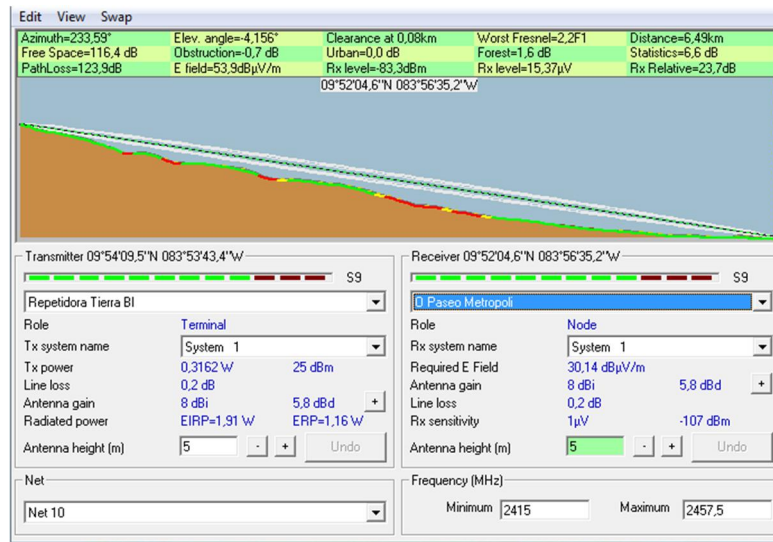 Edit View Swap
Azimuth=233,59° Elev. angle=-4,156° Clearance at 0,08km Worst Fresnel=2,2F1 Distance=6,49km
Free Space=116,4 dB Obstruction=-0,7 dB Urban=0,0 dB Forest=1,6 dB Statistics=6,6 dB
PathLoss=123,9dB E field=53,9dBµV/m Rx level=-83,3dBm Rx level=15,37µV Rx Relative=23,7dB
09°52'04,6"N 083°56'35,2"W
Transmitter 09°54'09,5"N 083°53'43,4"W
S9
Repetidora Tierra Bl
Role Terminal
Tx system name System 1
Tx power 0,3162 W 25 dBm
Line loss 0,2 dB
Antenna gain 8 dBi 5,8 dBd +
Radiated power EIRP=1,91 W ERP=1,16 W
Antenna height (m) 5 - + Undo
Net
Net 10
Receiver 09°52'04,6"N 083°56'35,2"W
S9
O Paseo Metropoli
Role Node
Rx system name System 1
Required E Field 30,14 dBµV/m
Antenna gain 8 dBi 5,8 dBd +
Line loss 0,2 dB
Rx sensitivity 1µV -107 dBm
Antenna height (m) 5 - + Undo
Frequency (MHz)
Minimum 2415 Maximum 2457,5